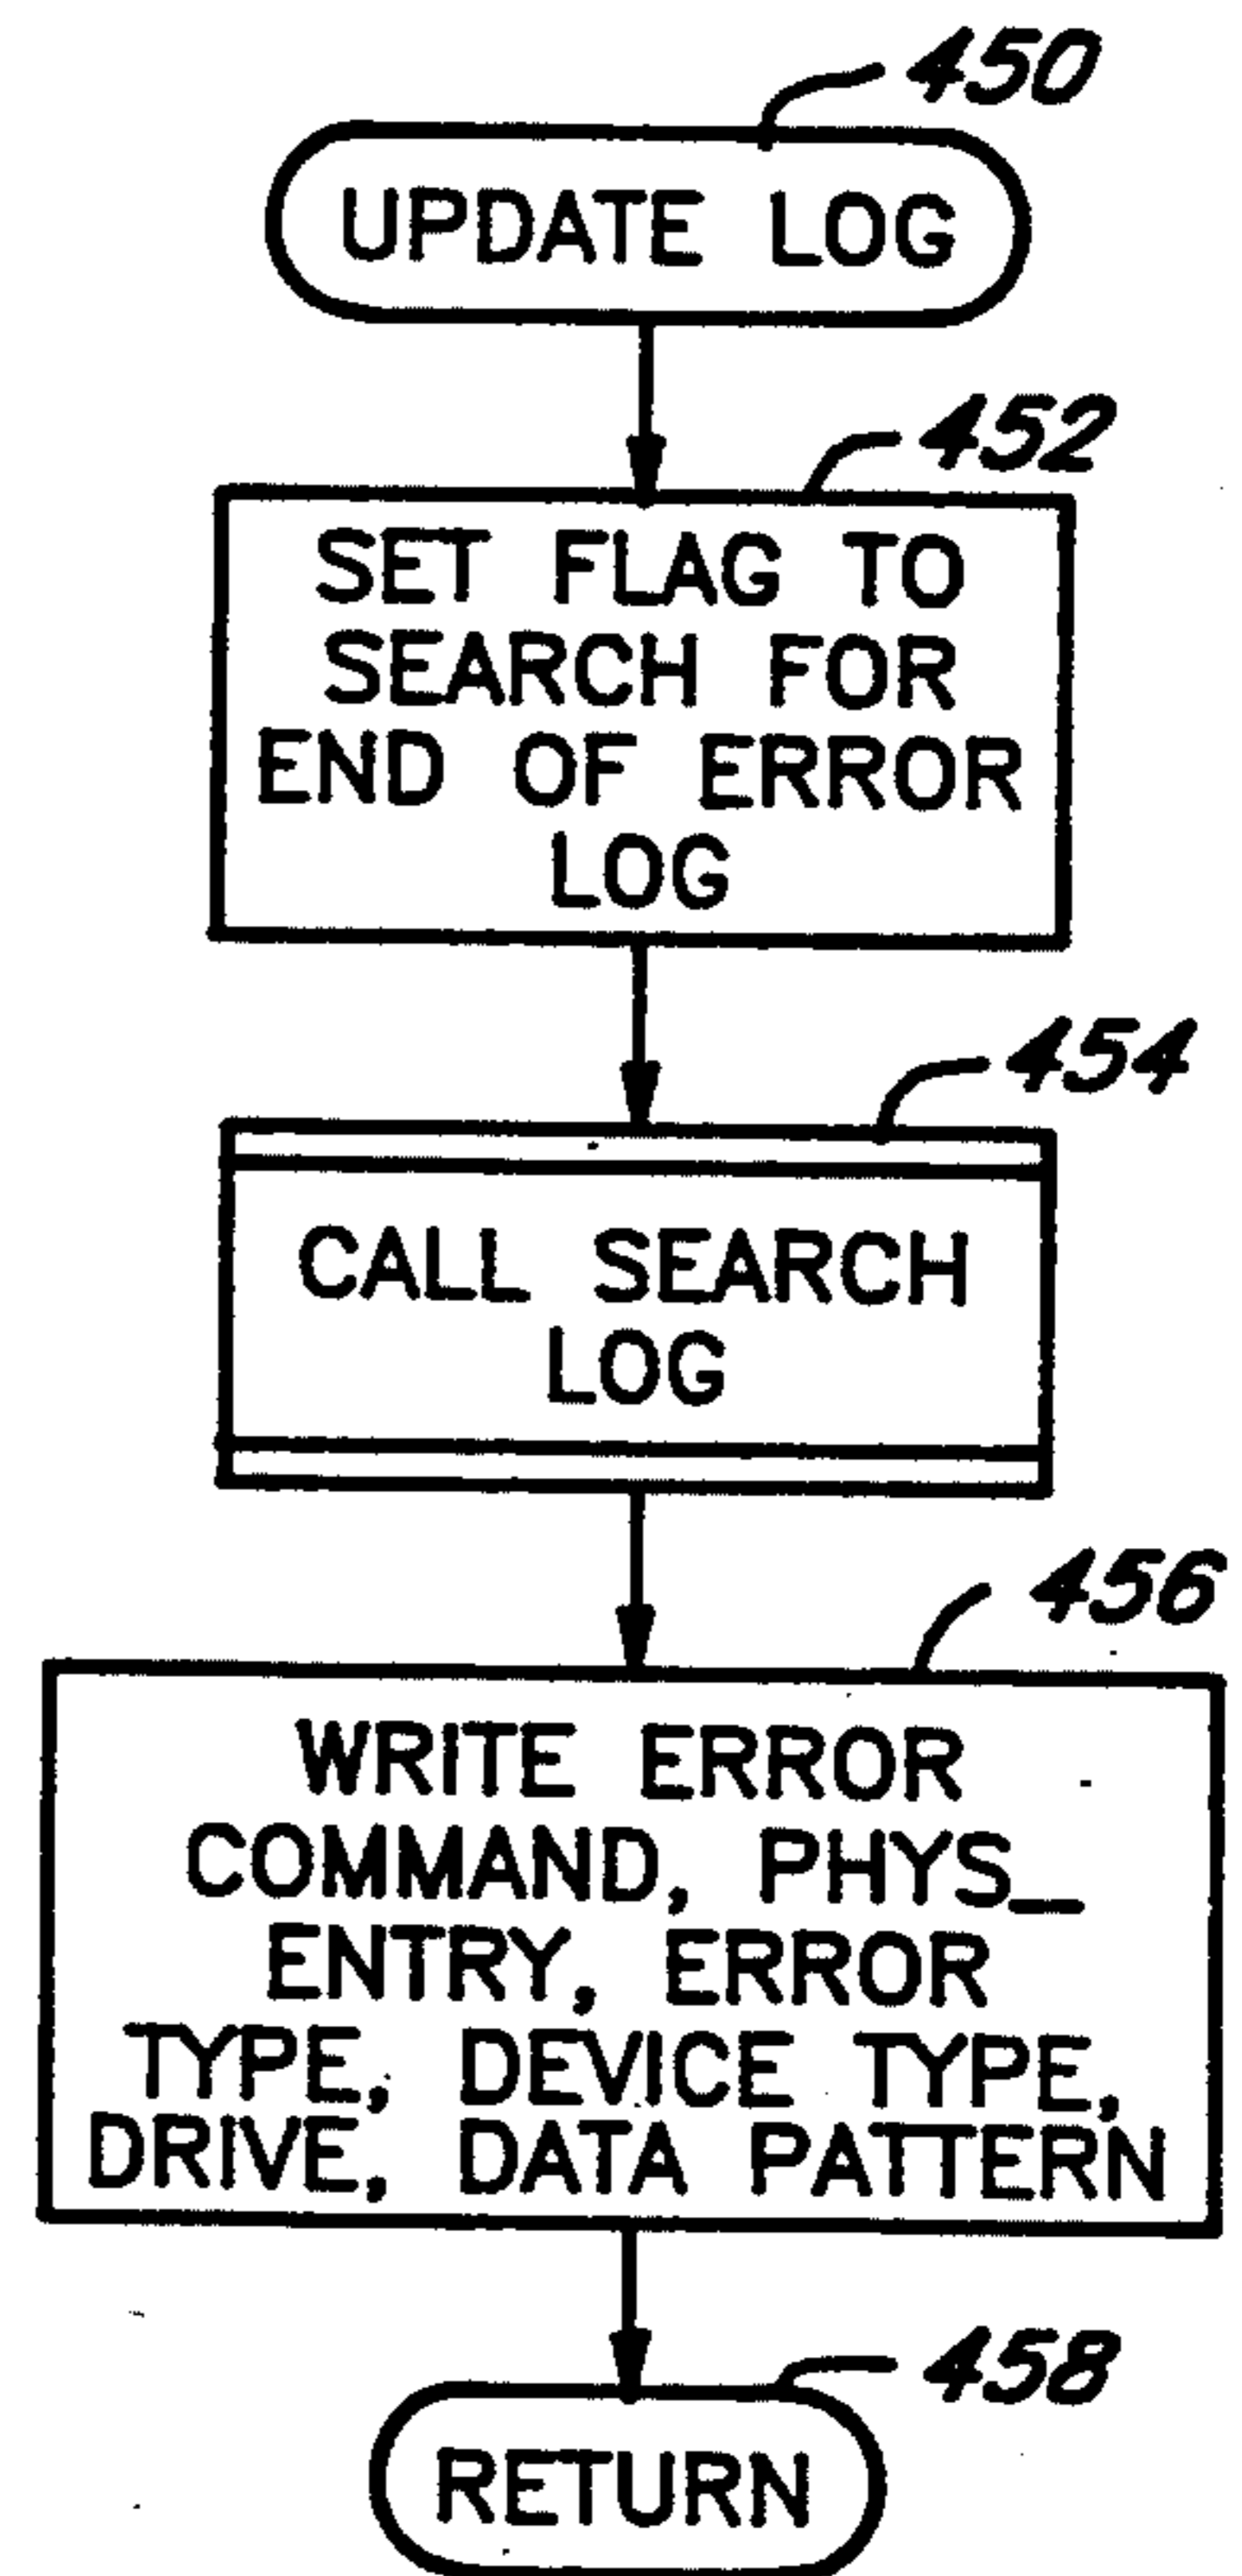 450
UPDATE LOG
452
SET FLAG TO
SEARCH FOR
END OF ERROR
LOG
454
CALL SEARCH
LOG
456
WRITE ERROR
COMMAND, PHYS_
ENTRY, ERROR
TYPE, DEVICE TYPE,
DRIVE, DATA PATTERN
458
RETURN